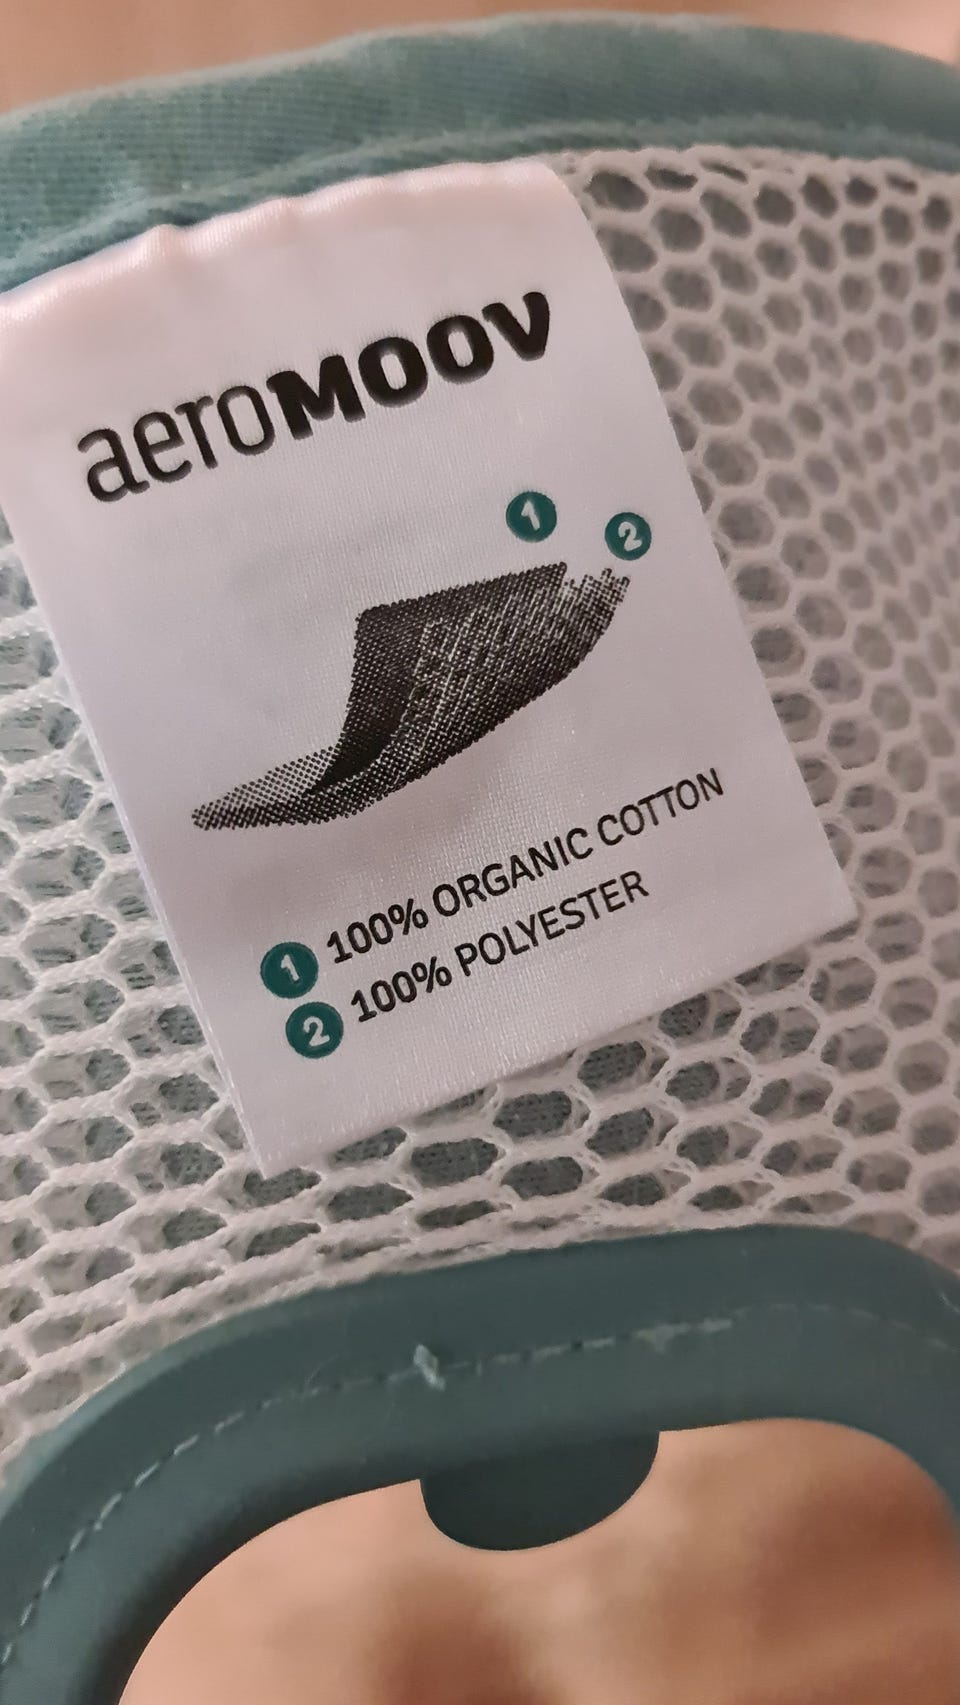 aeroMOOV
1 2
1 100% ORGANIC COTTON
2 100% POLYESTER